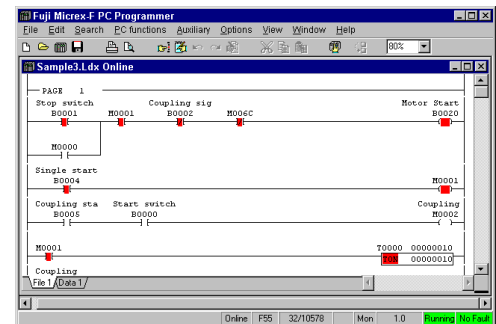 Fuji Micrex-F PC Programmer
File Edit Search PC functions Auxiliary Options View Window Help
80%
Sample3.Ldx Online
PAGE 1
Stop switch Coupling sig Motor Start
B0001 M0001 B0002 M006C B0020
M0000
Single start
B0004 M0001
Coupling sta Start switch Coupling
B0005 B0000 M0002
M0001 T0000 00000010
TON 00000010
Coupling
File 1 Data 1
Online F55 32/10578 Mon 1.0 Running No Fault